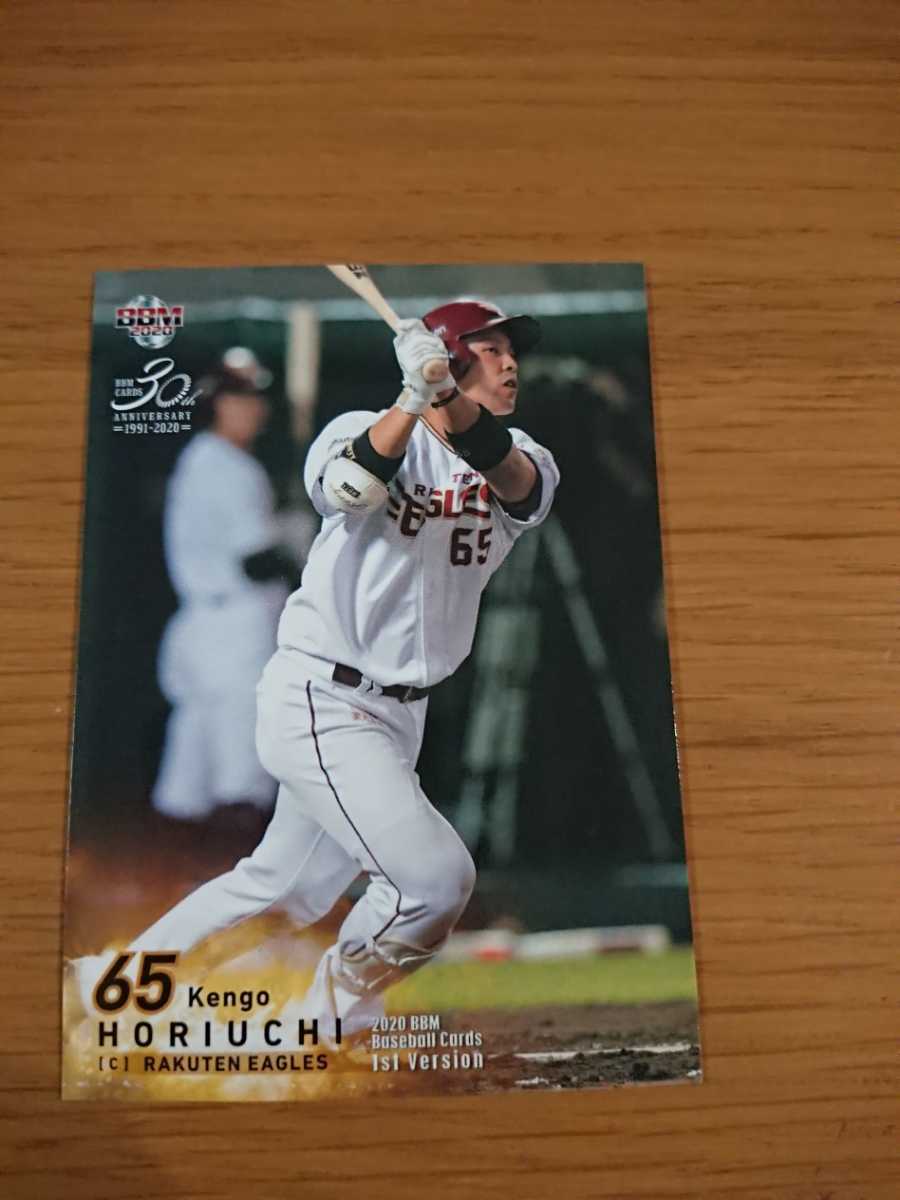 BBM
2020
BBM
CARDS 30th
ANNIVERSARY
=1991-2020=
65
65 Kengo
HORIUCHI
[C] RAKUTEN EAGLES
2020 BBM
Baseball Cards
1st Version